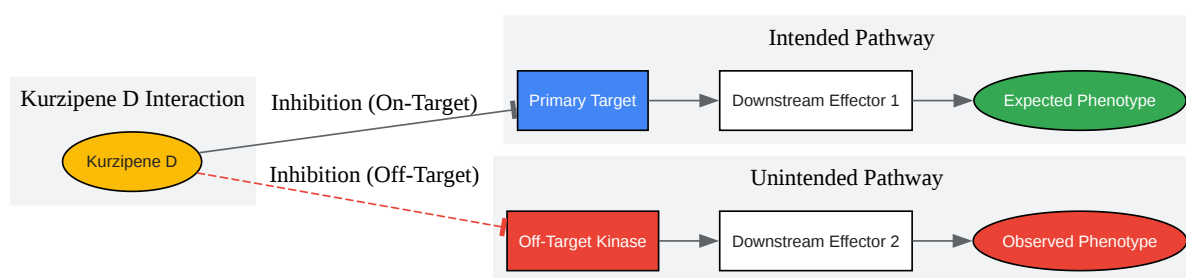 Kurzipene D Interaction
Kurzipene D
Inhibition (On-Target)
Inhibition (Off-Target)
Intended Pathway
Primary Target
Downstream Effector 1
Expected Phenotype
Unintended Pathway
Off-Target Kinase
Downstream Effector 2
Observed Phenotype